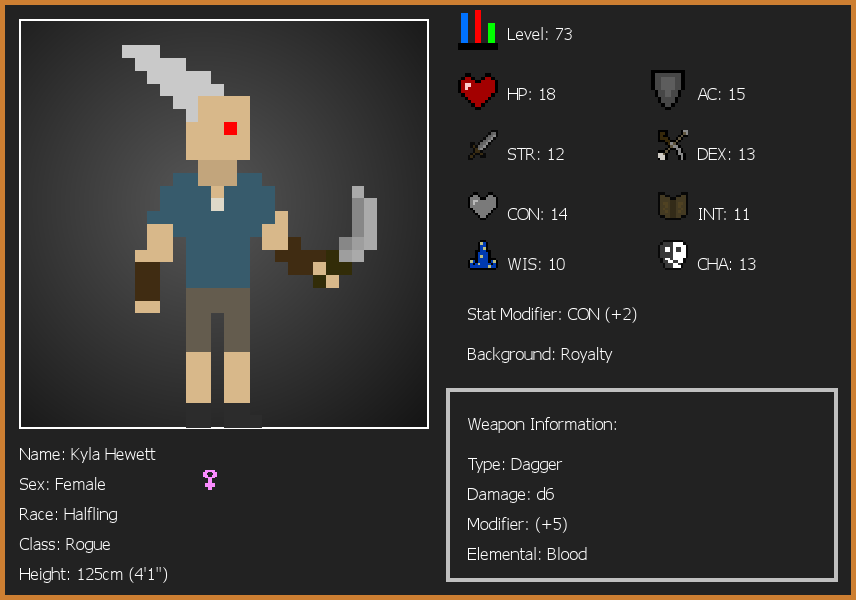 Level: 73
HP: 18
AC: 15
STR: 12
DEX: 13
CON: 14
INT: 11
WIS: 10
CHA: 13
Stat Modifier: CON (+2)
Background: Royalty
Weapon Information:
Type: Dagger
Damage: d6
Modifier: (+5)
Elemental: Blood
Name: Kyla Hewett
Sex: Female
Race: Halfling
Class: Rogue
Height: 125cm (4'1")